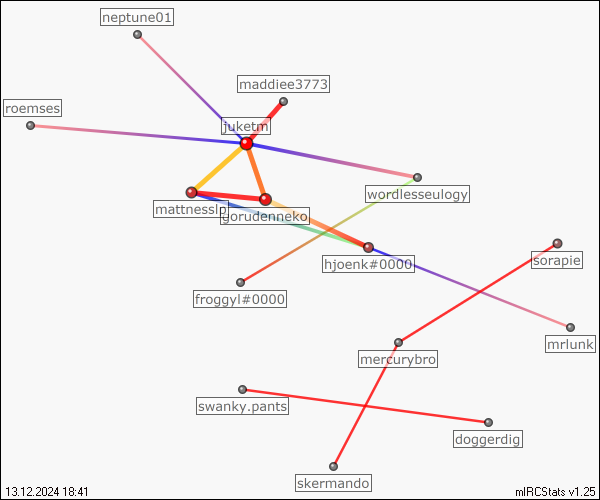 neptune01
maddiee3773
roemses
juketm
wordlesseulogy
mattnesslp
gorudenneko
hjoenk#0000
sorapie
froggyl#0000
mrlunk
mercurybro
swanky.pants
doggerdig
skermando
13.12.2024 18:41
mIRCStats v1.25